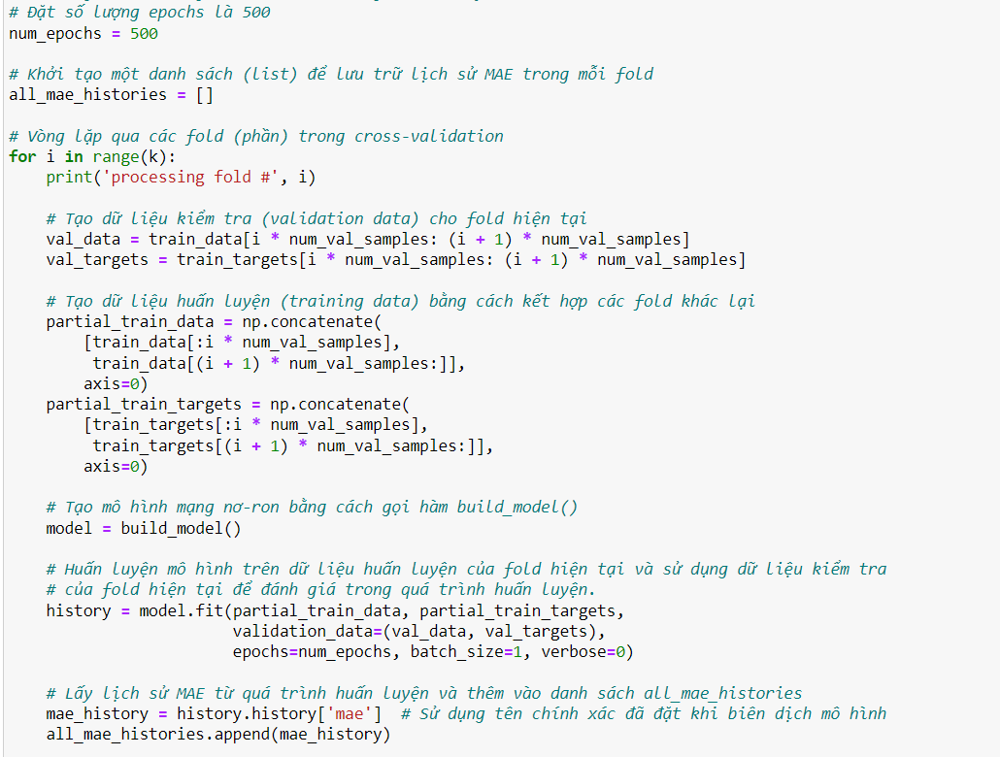 # Đặt số lượng epochs là 500
num_epochs = 500
# Khởi tạo một danh sách (list) để lưu trữ lịch sử MAE trong mỗi fold
all_mae_histories = []
# Vòng lặp qua các fold (phần) trong cross-validation
for i in range(k):
    print('processing fold #', i)
    # Tạo dữ liệu kiểm tra (validation data) cho fold hiện tại
    val_data = train_data[i * num_val_samples: (i + 1) * num_val_samples]
    val_targets = train_targets[i * num_val_samples: (i + 1) * num_val_samples]
    # Tạo dữ liệu huấn luyện (training data) bằng cách kết hợp các fold khác lại
    partial_train_data = np.concatenate(
        [train_data[:i * num_val_samples],
         train_data[(i + 1) * num_val_samples:]],
        axis=0)
    partial_train_targets = np.concatenate(
        [train_targets[:i * num_val_samples],
         train_targets[(i + 1) * num_val_samples:]],
        axis=0)
    # Tạo mô hình mạng nơ-ron bằng cách gọi hàm build_model()
    model = build_model()
    # Huấn luyện mô hình trên dữ liệu huấn luyện của fold hiện tại và sử dụng dữ liệu kiểm tra
    # của fold hiện tại để đánh giá trong quá trình huấn luyện.
    history = model.fit(partial_train_data, partial_train_targets,
                        validation_data=(val_data, val_targets),
                        epochs=num_epochs, batch_size=1, verbose=0)
    # Lấy lịch sử MAE từ quá trình huấn luyện và thêm vào danh sách all_mae_histories
    mae_history = history.history['mae']  # Sử dụng tên chính xác đã đặt khi biên dịch mô hình
    all_mae_histories.append(mae_history)